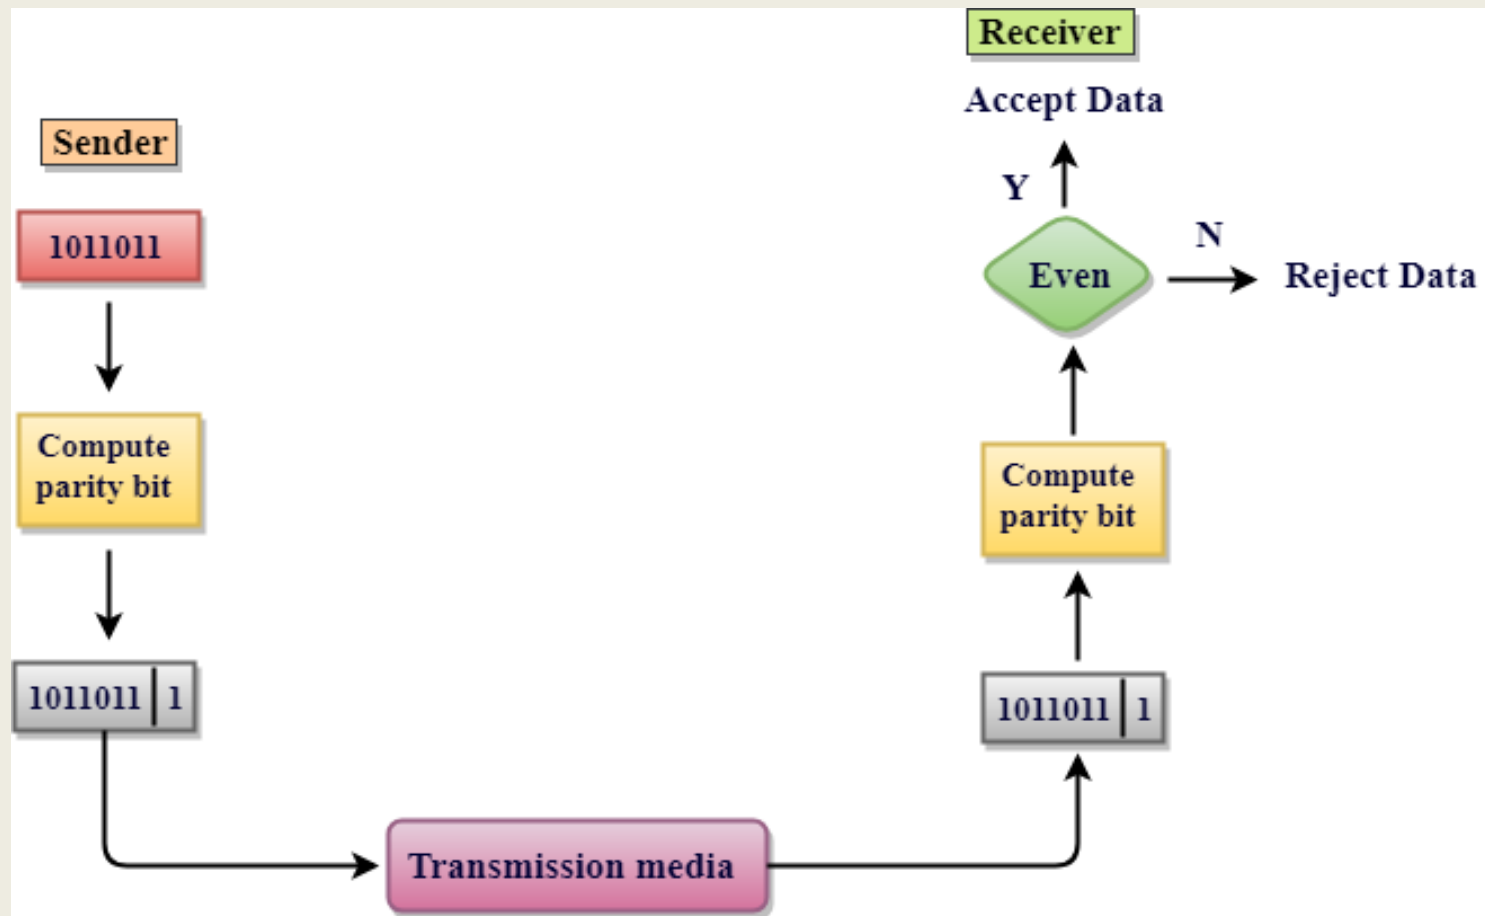 Sender
1011011
Compute
parity bit
1011011 | 1
Transmission media
Receiver
Accept Data
Y
N
Even
Reject Data
Compute
parity bit
1011011 | 1